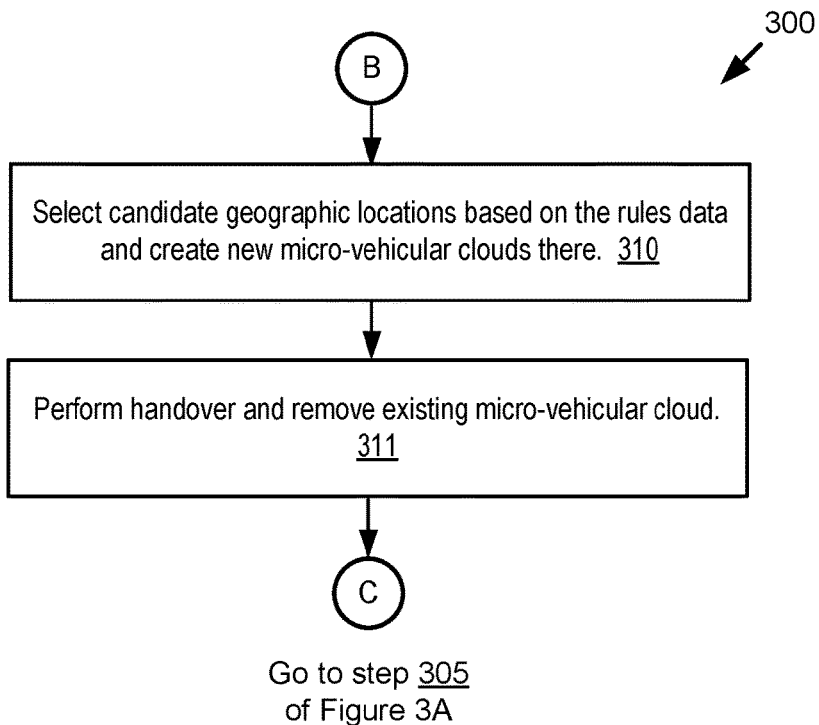 300
B
Select candidate geographic locations based on the rules data
and create new micro-vehicular clouds there. 310
Perform handover and remove existing micro-vehicular cloud.
311
C
Go to step 305
of Figure 3A